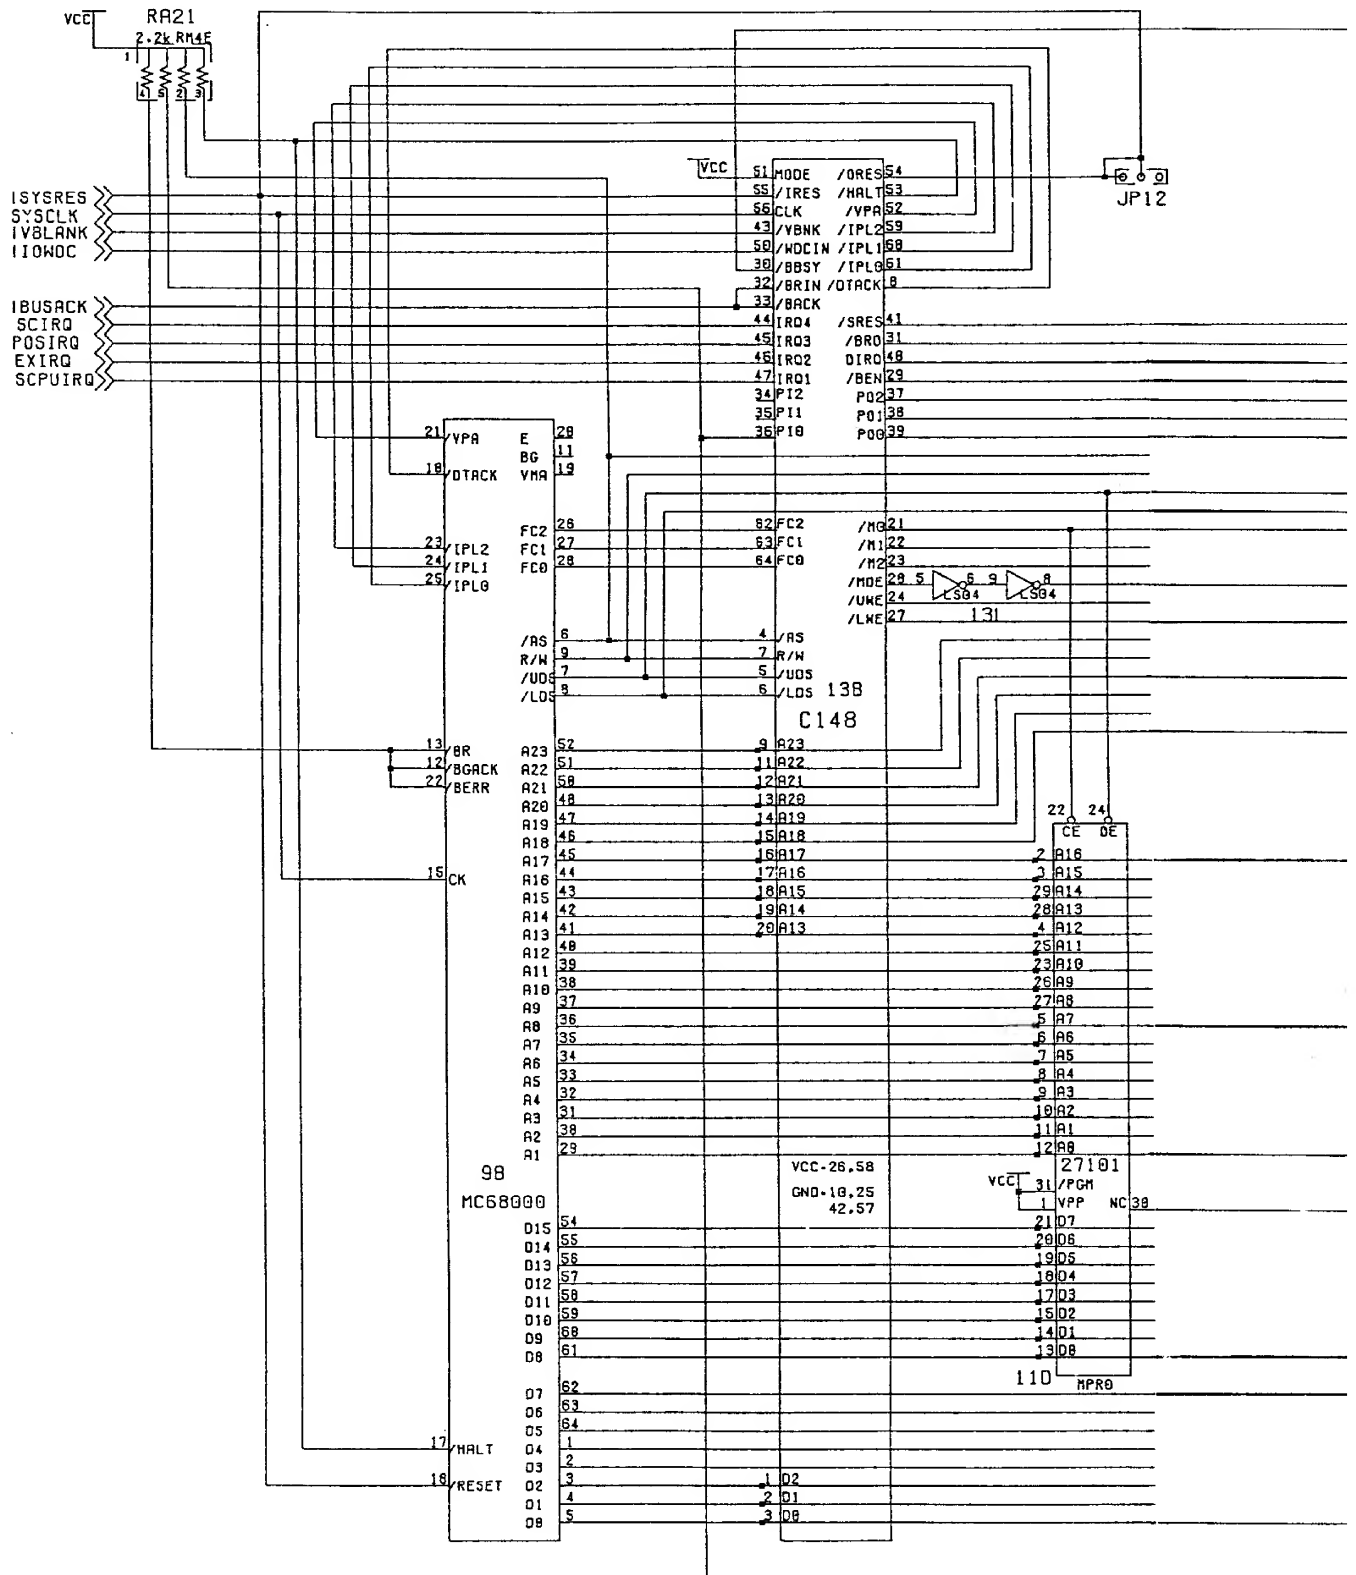 VCC RA21
2.2k RM4E
1
4 5 2 3
ISYSRES
SYSCLK
IVBLANK
IIOWDC
IBUSACK
SCIRQ
POSIRQ
EXIRQ
SCPUIRQ
VCC 51 MODE /ORES 54
55 /IRES /HALT 53
56 CLK /VPA 52
43 /VBNK /IPL2 59
50 /WDCIN /IPL1 60
30 /BBSY /IPL0 61
32 /BRIN /DTACK 8
33 /BACK
44 IRQ4 /SRES 41
45 IRQ3 /BRO 31
46 IRQ2 DIRQ 48
47 IRQ1 /BEN 29
34 PI2 PO2 37
35 PI1 PO1 38
36 PI0 PO0 39
JP12
21 /VPA E 20
BG 11
18 /DTACK VMA 19
FC2 26 62 FC2 /M0 21
23 /IPL2 FC1 27 63 FC1 /M1 22
24 /IPL1 FC0 28 64 FC0 /M2 23
25 /IPL0 /MOE 28 5 6 9 8
LS04 LS04
/UWE 24
/LWE 27 131
/AS 6 4 /AS
R/W 9 7 R/W
/UDS 7 5 /UDS
/LDS 8 6 /LDS 13B
C148
13 /BR A23 52 9 A23
12 /BGACK A22 51 11 A22
22 /BERR A21 50 12 A21
A20 48 13 A20
A19 47 14 A19
A18 46 15 A18
22 24
CE OE
A17 45 16 A17 2 A16
15 CK A16 44 17 A16 3 A15
A15 43 18 A15 29 A14
A14 42 19 A14 28 A13
A13 41 20 A13 4 A12
A12 40 25 A11
A11 39 23 A10
A10 38 26 A9
A9 37 27 A8
A8 36 5 A7
A7 35 6 A6
A6 34 7 A5
A5 33 8 A4
A4 32 9 A3
A3 31 10 A2
A2 30 11 A1
A1 29 12 A0
9B VCC-26,58 27101
MC68000 GND-10,25 VCC 31 /PGM
42,57 1 VPP NC 30
D15 54 21 D7
D14 55 20 D6
D13 56 19 D5
D12 57 18 D4
D11 58 17 D3
D10 59 15 D2
D9 60 14 D1
D8 61 13 D0
11D MPR0
D7 62
D6 63
D5 64
17 /HALT D4 1
D3 2
18 /RESET D2 3 1 D2
D1 4 2 D1
D0 5 3 D0